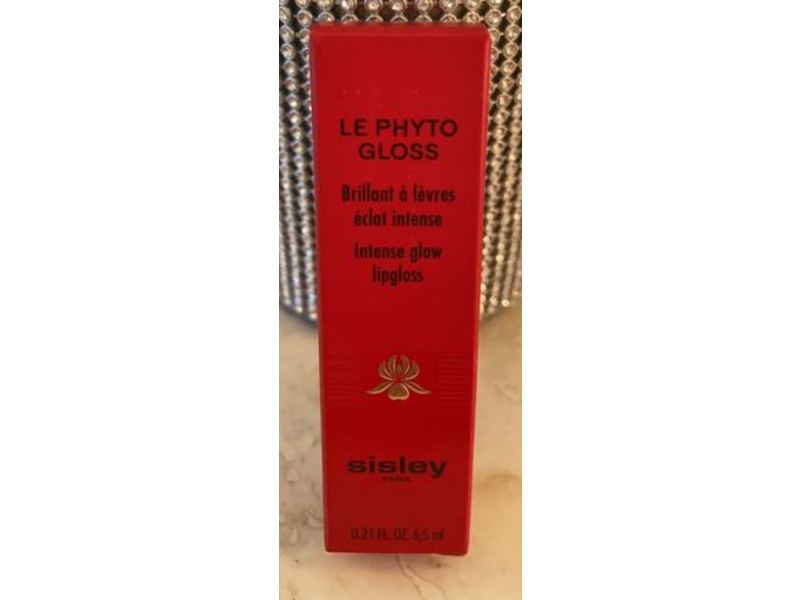 LE PHYTO
GLOSS
Brillant à lèvres
éclat intense
Intense glow
lipgloss
sisley
PARIS
0.21 FL. OZ. 6,5 ml